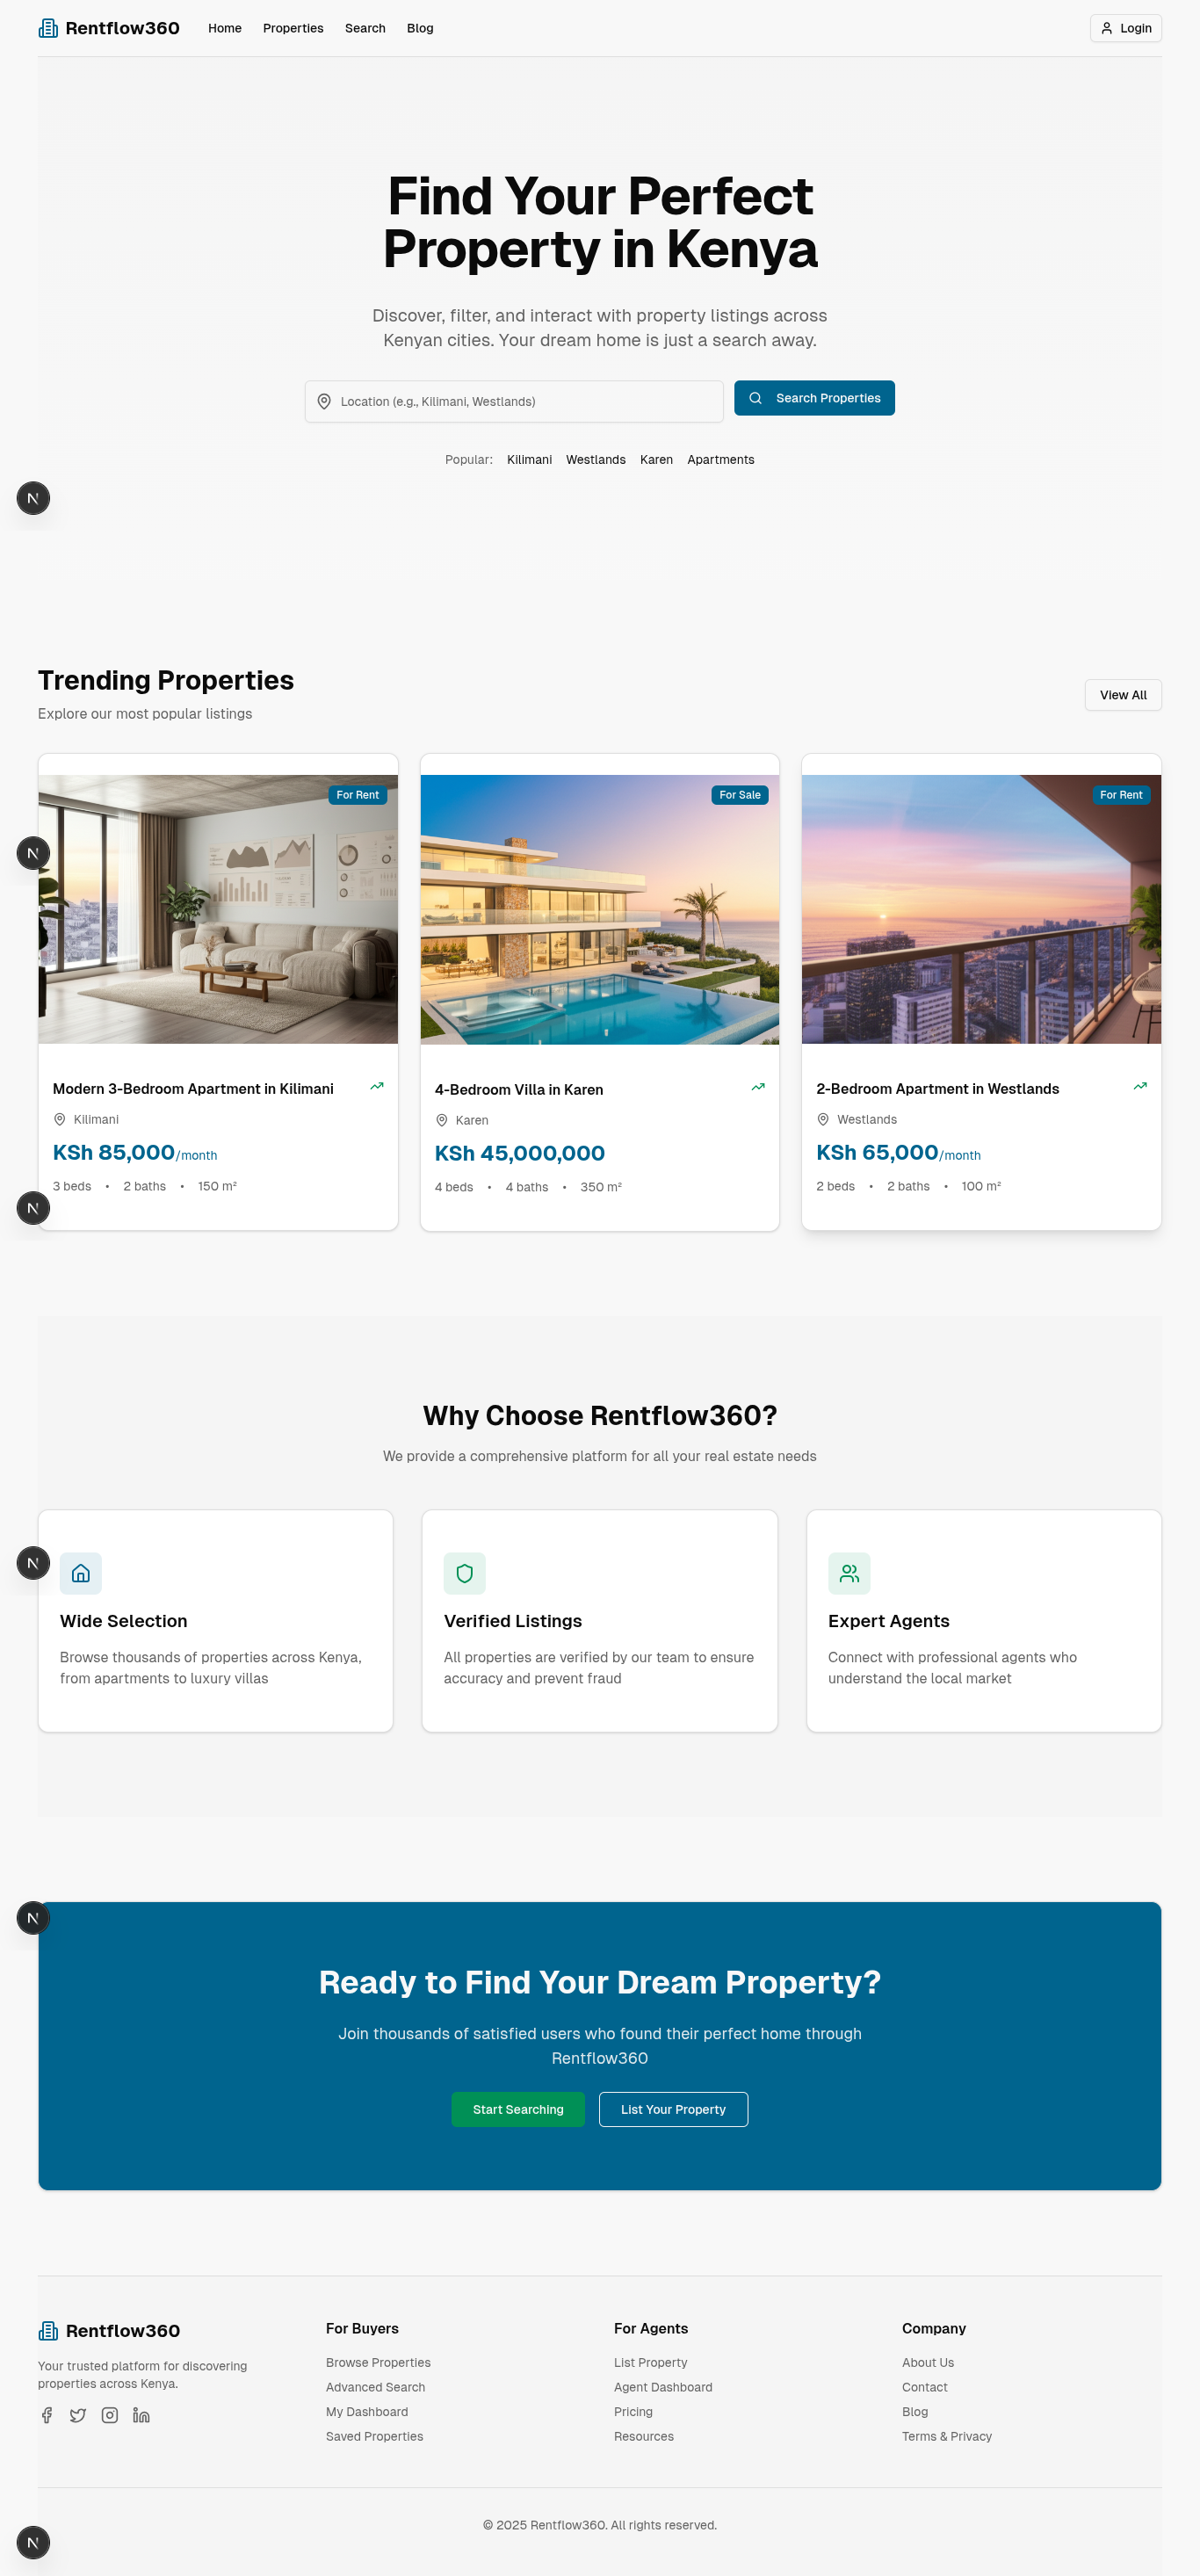 Rentflow360
Home
Properties
Search
Blog
Login
Find Your Perfect
Property in Kenya
Discover, filter, and interact with property listings across
Kenyan cities. Your dream home is just a search away.
Location (e.g., Kilimani, Westlands)
Search Properties
Popular:
Kilimani
Westlands
Karen
Apartments
N
Trending Properties
Explore our most popular listings
View All
For Rent
For Sale
For Rent
N
Modern 3-Bedroom Apartment in Kilimani
Kilimani
KSh 85,000/month
3 beds • 2 baths • 150 m²
4-Bedroom Villa in Karen
Karen
KSh 45,000,000
4 beds • 4 baths • 350 m²
2-Bedroom Apartment in Westlands
Westlands
KSh 65,000/month
2 beds • 2 baths • 100 m²
N
Why Choose Rentflow360?
We provide a comprehensive platform for all your real estate needs
N
Wide Selection
Browse thousands of properties across Kenya,
from apartments to luxury villas
Verified Listings
All properties are verified by our team to ensure
accuracy and prevent fraud
Expert Agents
Connect with professional agents who
understand the local market
N
Ready to Find Your Dream Property?
Join thousands of satisfied users who found their perfect home through
Rentflow360
Start Searching
List Your Property
Rentflow360
Your trusted platform for discovering
properties across Kenya.
For Buyers
Browse Properties
Advanced Search
My Dashboard
Saved Properties
For Agents
List Property
Agent Dashboard
Pricing
Resources
Company
About Us
Contact
Blog
Terms & Privacy
© 2025 Rentflow360. All rights reserved.
N